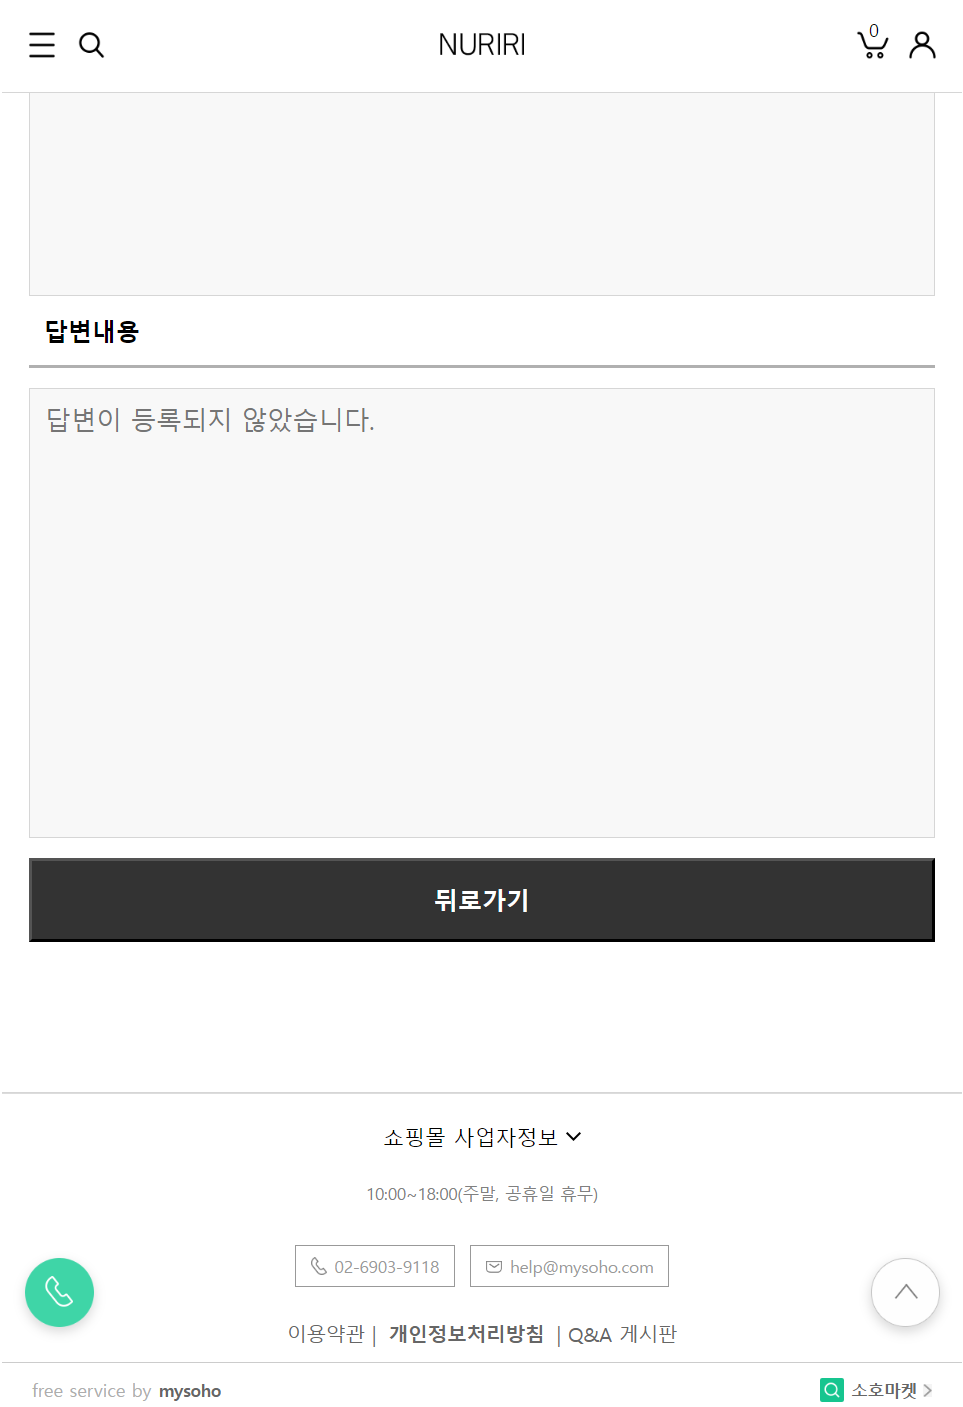 NURIRI
0
답변내용
답변이 등록되지 않았습니다.
뒤로가기
쇼핑몰 사업자정보
10:00~18:00(주말, 공휴일 휴무)
02-6903-9118
help@mysoho.com
이용약관 | 개인정보처리방침 | Q&A 게시판
free service by mysoho
소호마켓